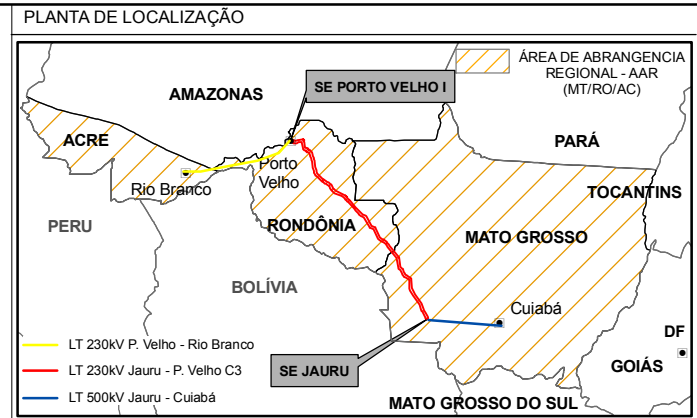 PLANTA DE LOCALIZAÇÃO
ÁREA DE ABRANGENCIA
REGIONAL - AAR
(MT/RO/AC)
SE PORTO VELHO I
AMAZONAS
ACRE
PARÁ
Porto
Velho
Rio Branco
TOCANTINS
PERU
RONDÔNIA
MATO GROSSO
BOLÍVIA
Cuiabá
DF
LT 230kV P. Velho - Rio Branco
LT 230kV Jauru - P. Velho C3
SE JAURU
GOIÁS
LT 500kV Jauru - Cuiabá
MATO GROSSO DO SUL